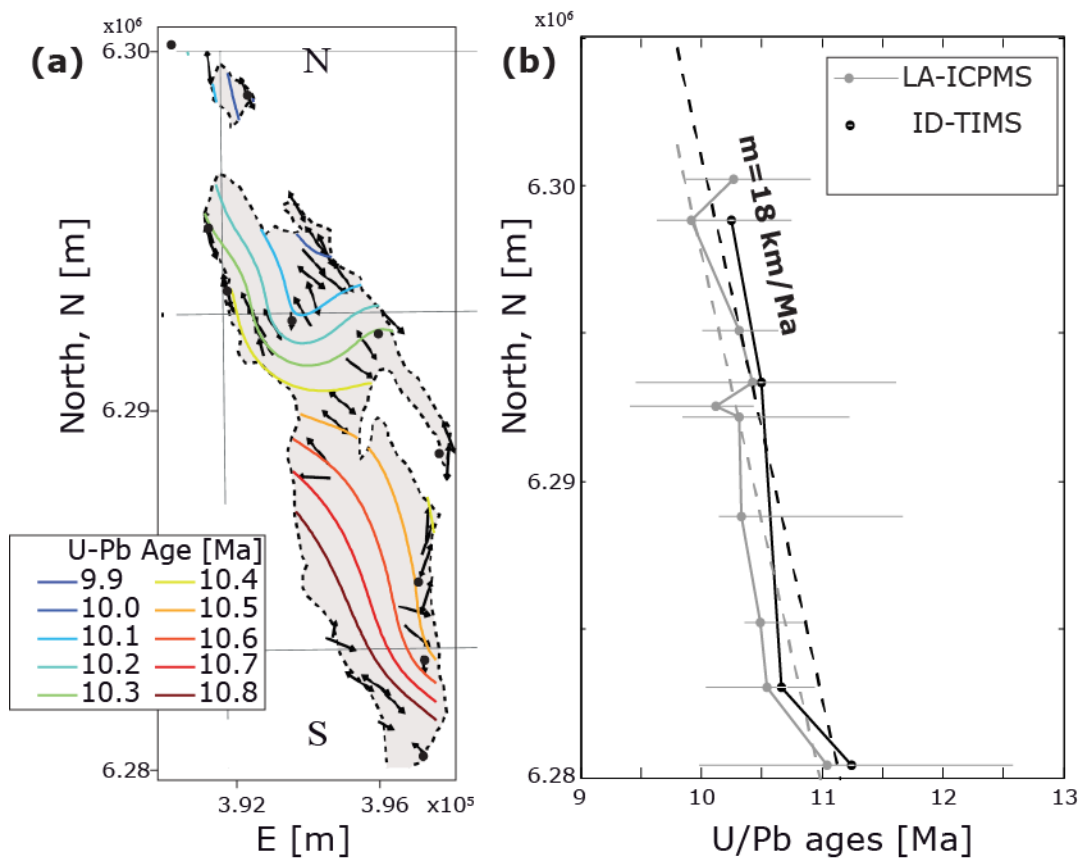 (a)
x10⁶
6.30
6.29
6.28
North, N [m]
N
S
U-Pb Age [Ma]
9.9 10.4
10.0 10.5
10.1 10.6
10.2 10.7
10.3 10.8
3.92 3.96 x10⁵
E [m]
(b)
x10⁶
6.30
6.29
6.28
North, N [m]
LA-ICPMS
ID-TIMS
m=18 km/Ma
9 10 11 12 13
U/Pb ages [Ma]